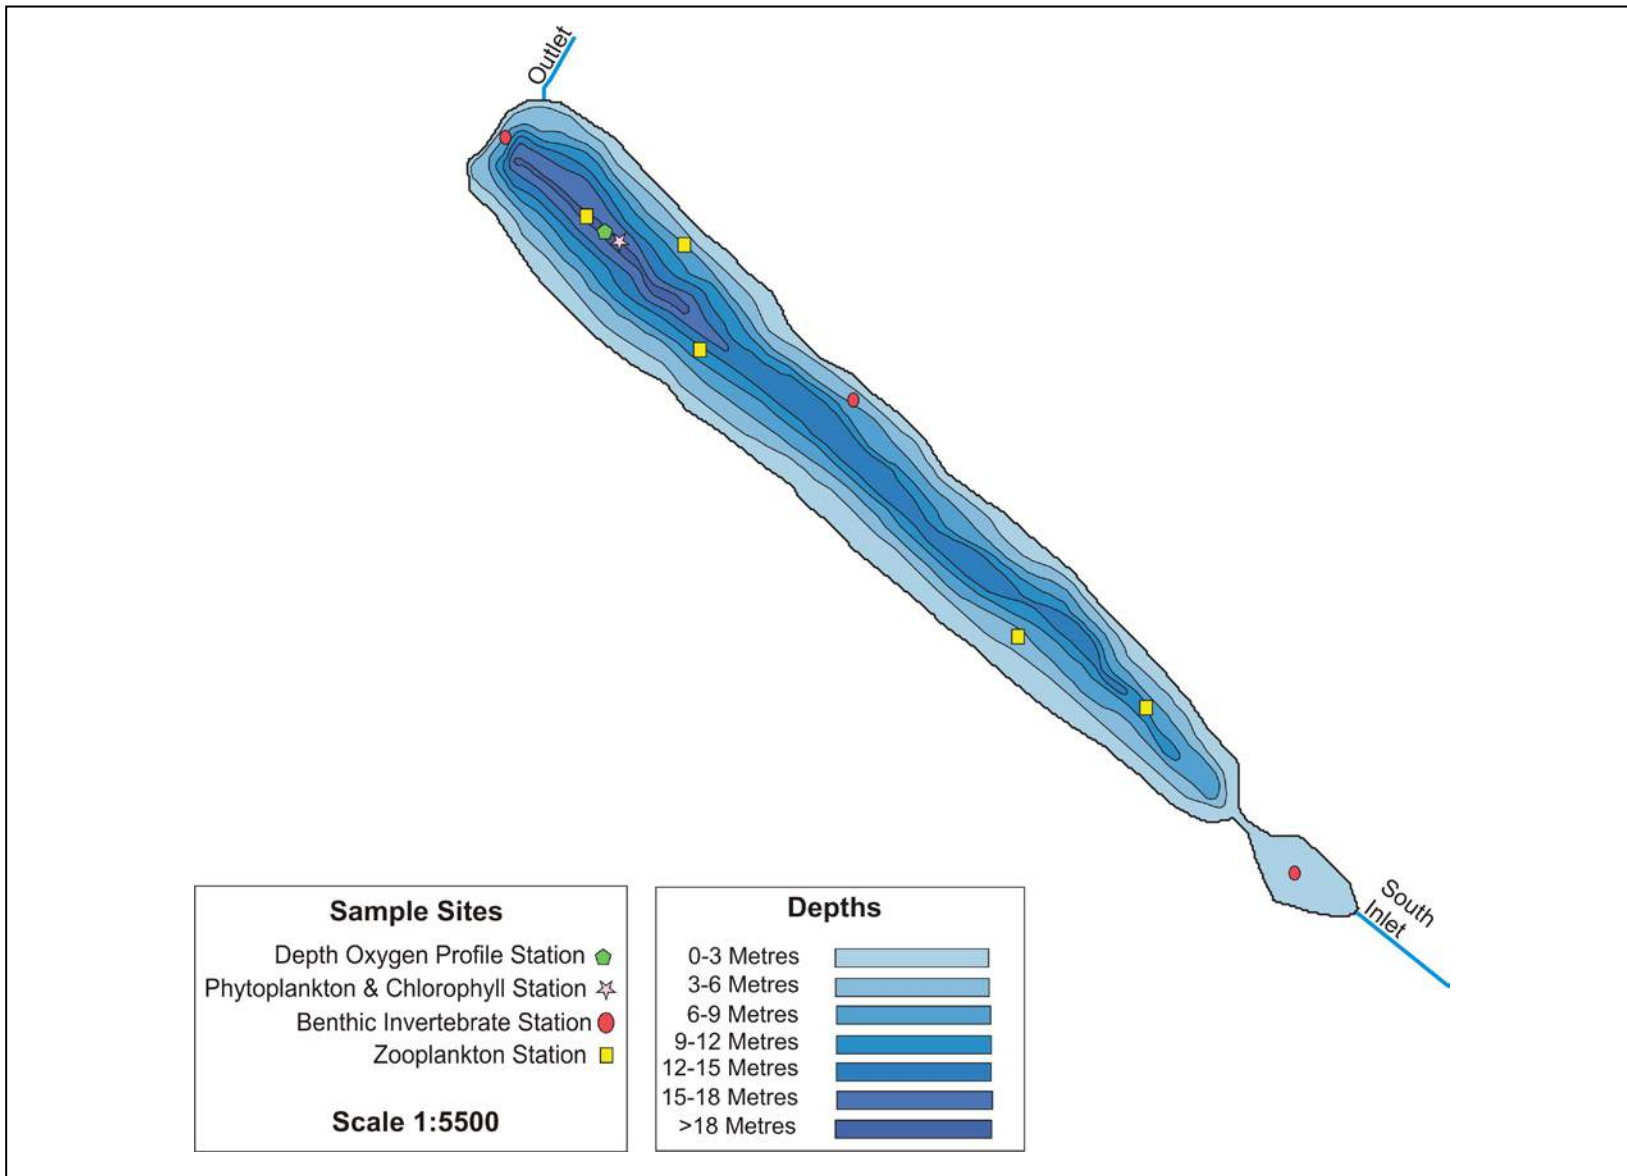 Outlet
South
Inlet
Sample Sites
Depth Oxygen Profile Station
Phytoplankton & Chlorophyll Station
Benthic Invertebrate Station
Zooplankton Station
Scale 1:5500
Depths
0-3 Metres
3-6 Metres
6-9 Metres
9-12 Metres
12-15 Metres
15-18 Metres
>18 Metres